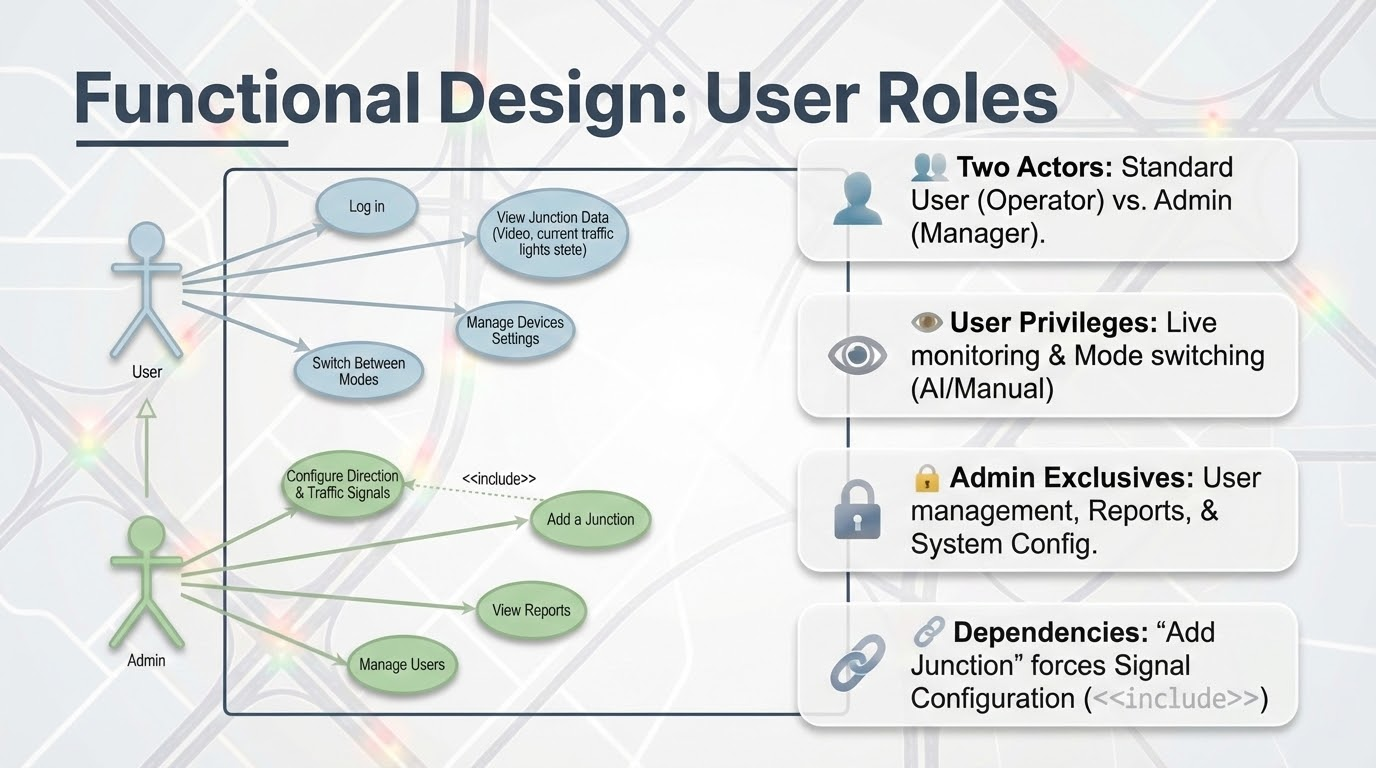 Functional Design: User Roles
Log in
View Junction Data
(Video, current traffic
lights stete)
Manage Devices
Settings
Switch Between
Modes
User
Configure Direction
& Traffic Signals
<<include>>
Add a Junction
View Reports
Manage Users
Admin
Two Actors: Standard
User (Operator) vs. Admin
(Manager).
User Privileges: Live
monitoring & Mode switching
(AI/Manual)
Admin Exclusives: User
management, Reports, &
System Config.
Dependencies: “Add
Junction” forces Signal
Configuration (<<include>>)